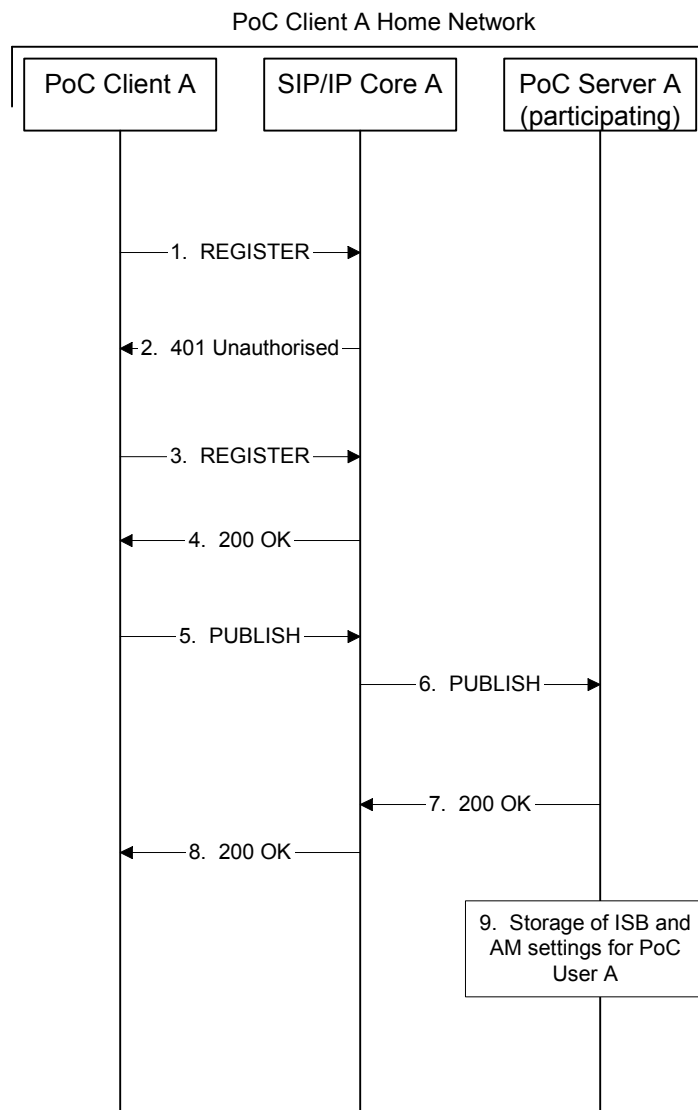 PoC Client A Home Network
PoC Client A
SIP/IP Core A
PoC Server A
(participating)
1. REGISTER
2. 401 Unauthorised
3. REGISTER
4. 200 OK
5. PUBLISH
6. PUBLISH
7. 200 OK
8. 200 OK
9. Storage of ISB and
AM settings for PoC
User A